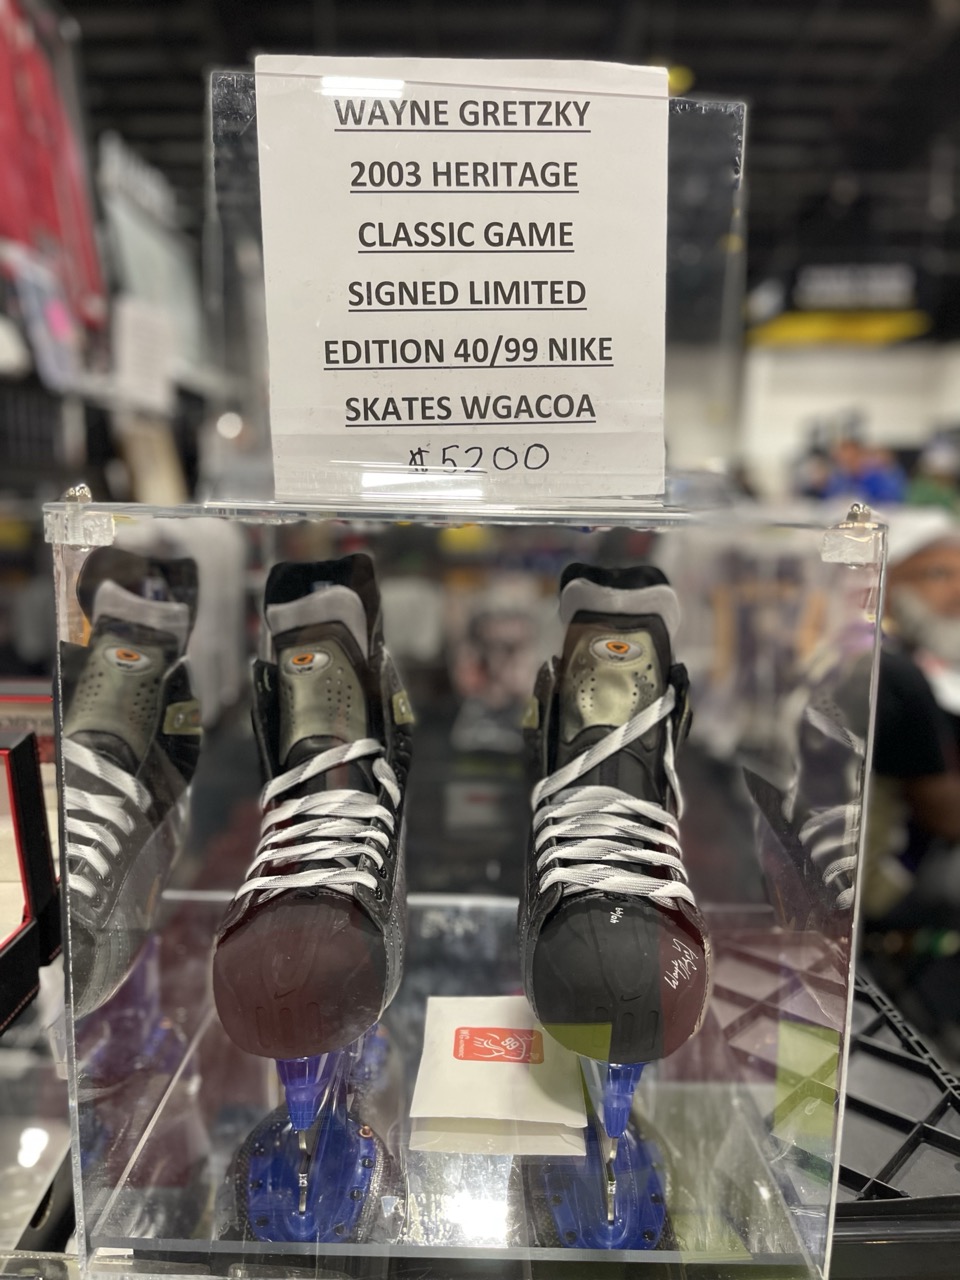 WAYNE GRETZKY
2003 HERITAGE
CLASSIC GAME
SIGNED LIMITED
EDITION 40/99 NIKE
SKATES WGACOA
$5200